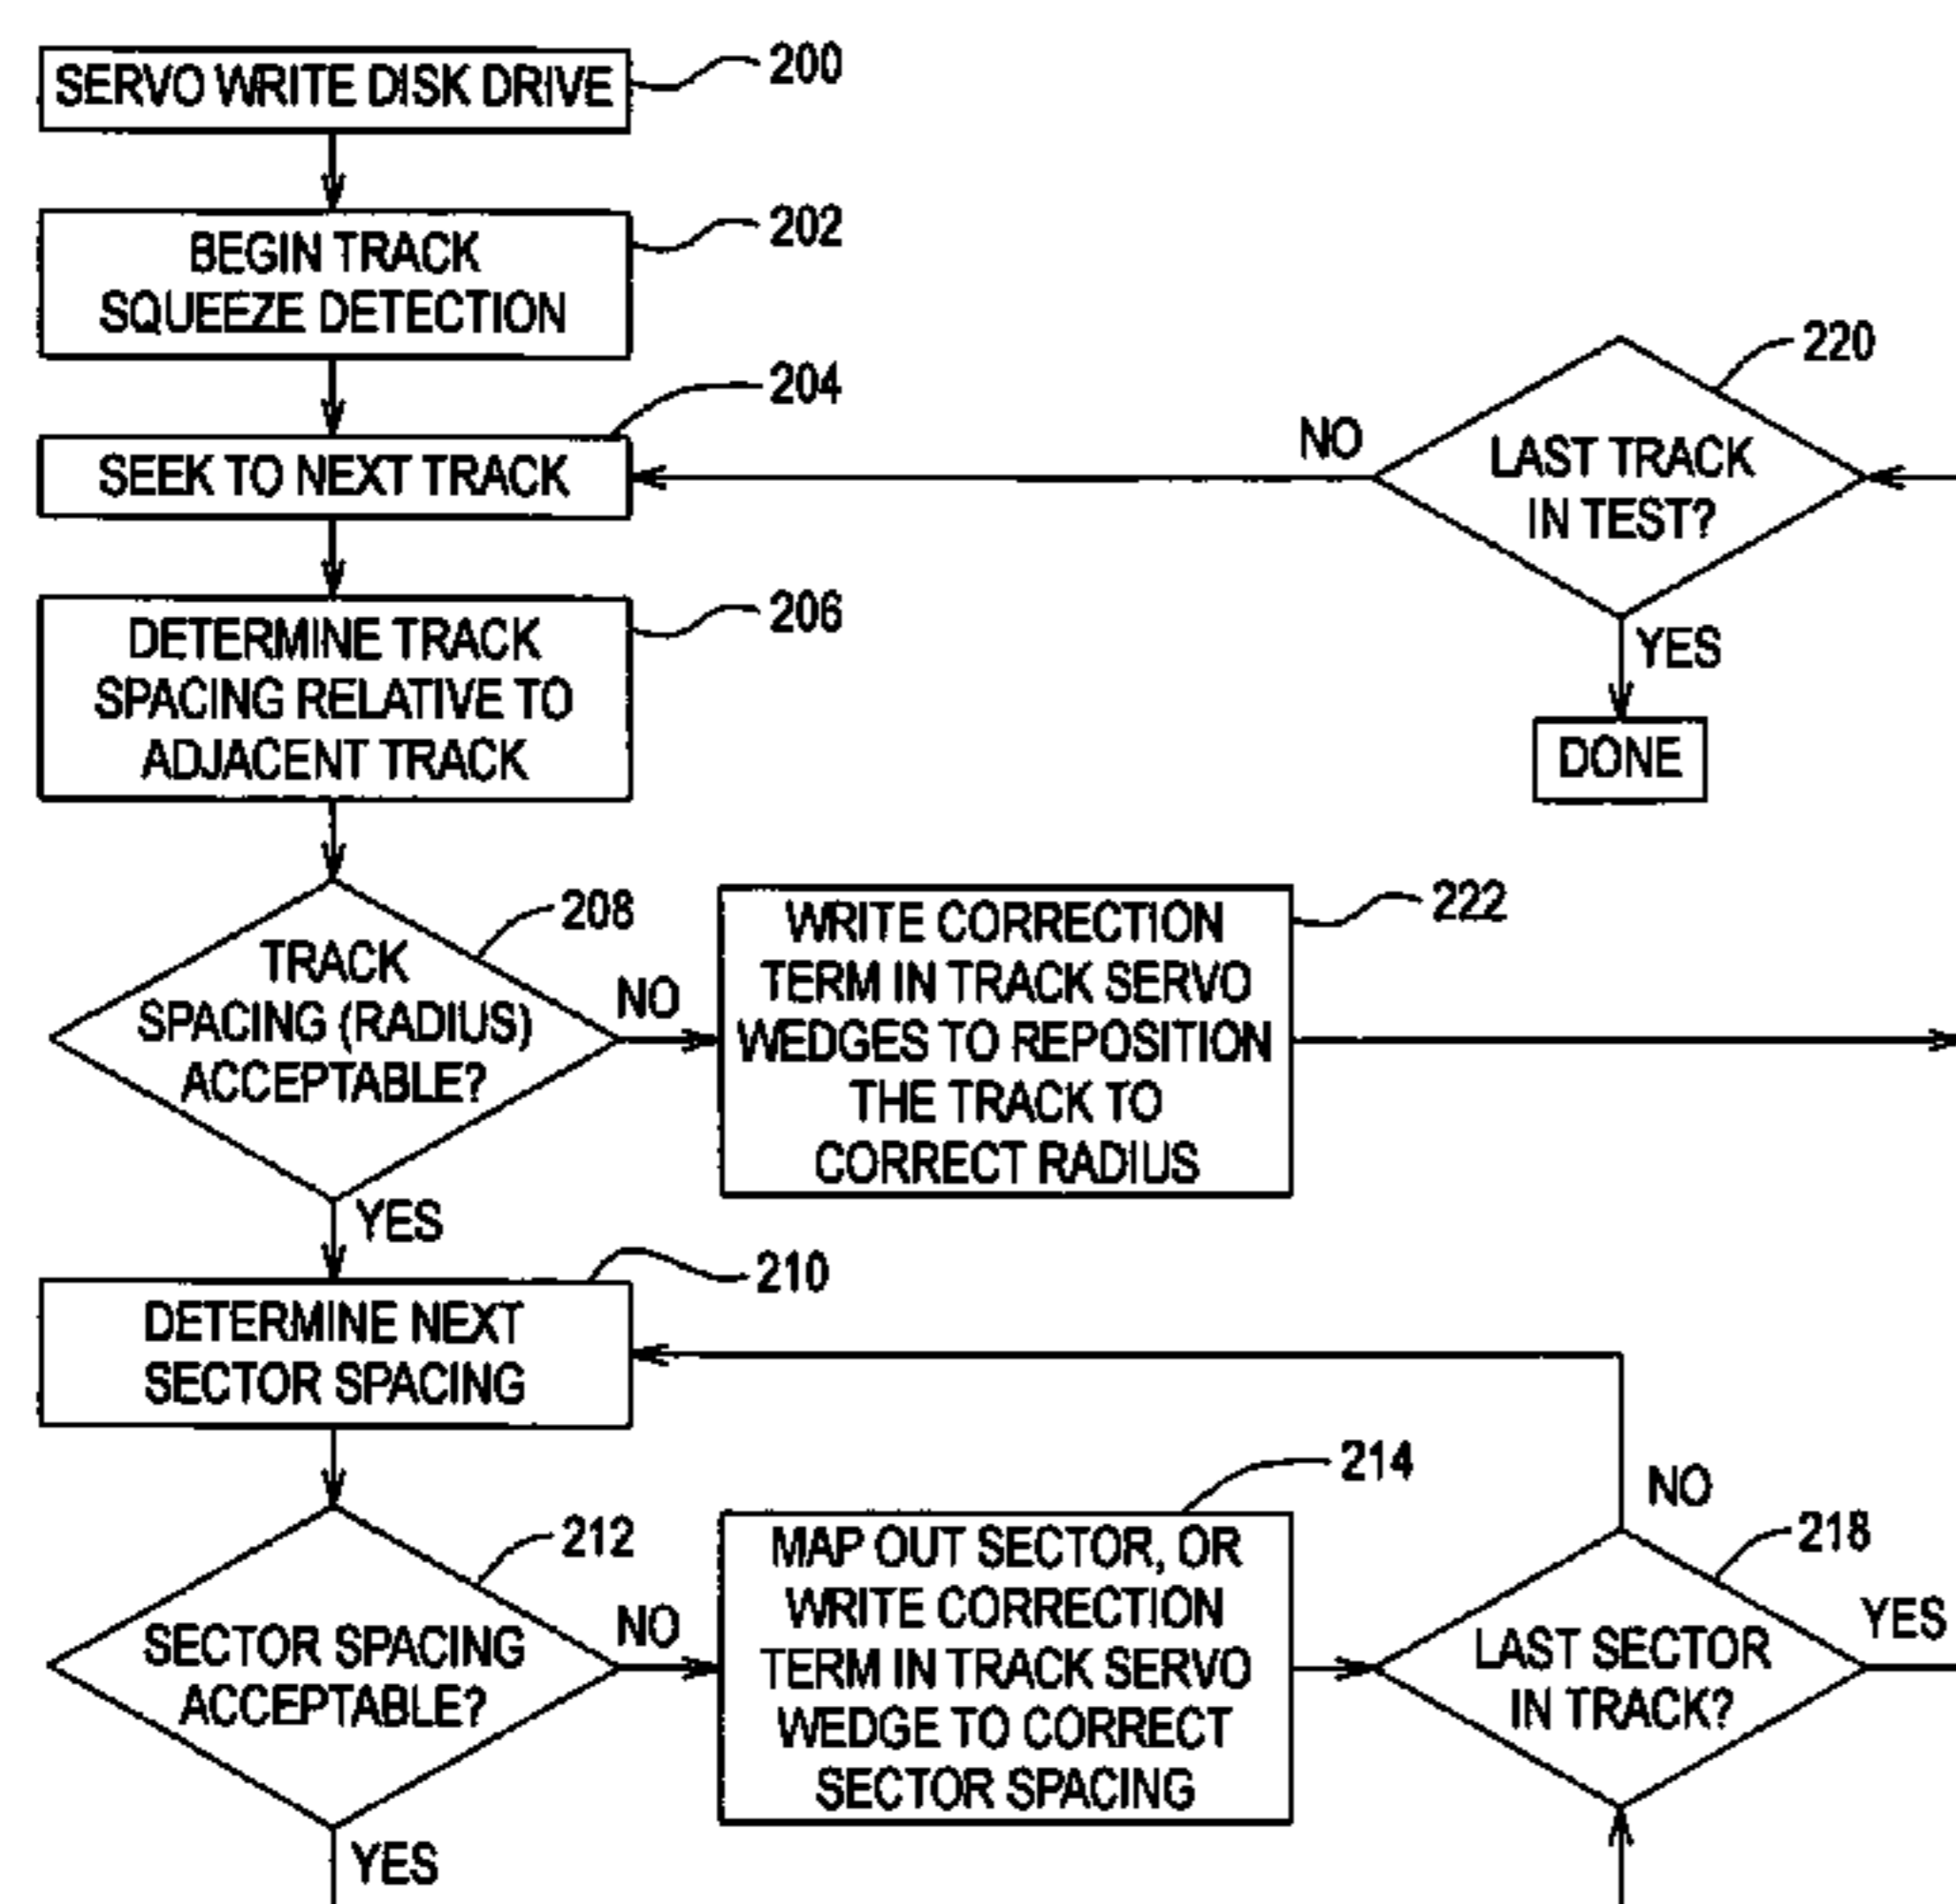 SERVO WRITE DISK DRIVE
200
BEGIN TRACK
SQUEEZE DETECTION
202
SEEK TO NEXT TRACK
204
DETERMINE TRACK
SPACING RELATIVE TO
ADJACENT TRACK
206
LAST TRACK
IN TEST?
220
NO
YES
DONE
TRACK
SPACING (RADIUS)
ACCEPTABLE?
208
NO
YES
WRITE CORRECTION
TERM IN TRACK SERVO
WEDGES TO REPOSITION
THE TRACK TO
CORRECT RADIUS
222
DETERMINE NEXT
SECTOR SPACING
210
SECTOR SPACING
ACCEPTABLE?
212
NO
YES
MAP OUT SECTOR, OR
WRITE CORRECTION
TERM IN TRACK SERVO
WEDGE TO CORRECT
SECTOR SPACING
214
LAST SECTOR
IN TRACK?
218
NO
YES